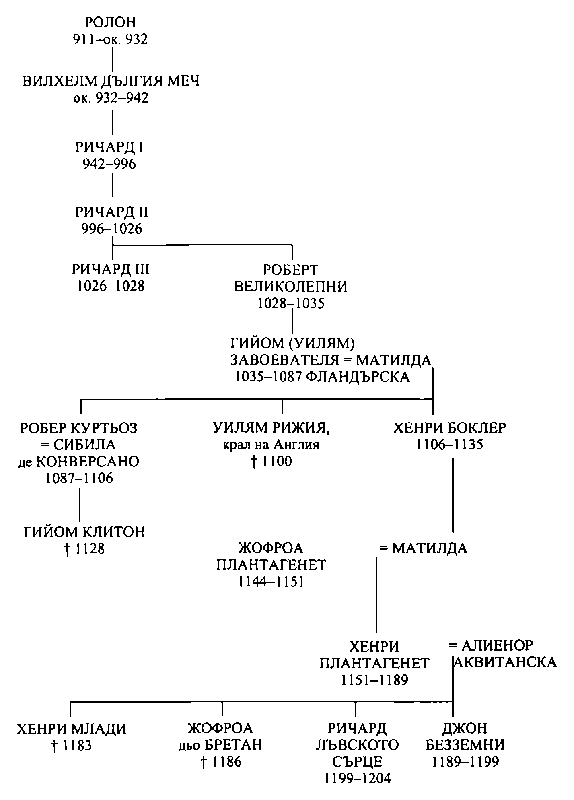 РОЛОН
911–ок. 932
ВИЛХЕЛМ ДЪЛГИЯ МЕЧ
ок. 932–942
РИЧАРД I
942–996
РИЧАРД II
996–1026
РИЧАРД III
1026 1028
РОБЕРТ
ВЕЛИКОЛЕПНИ
1028–1035
ГИЙОМ (УИЛЯМ)
ЗАВОЕВАТЕЛЯ = МАТИЛДА
1035–1087 ФЛАНДЪРСКА
РОБЕР КУРТЬОЗ
= СИБИЛА
де КОНВЕРСАНО
1087–1106
УИЛЯМ РИЖИЯ,
крал на Англия
† 1100
ХЕНРИ БОКЛЕР
1106–1135
ГИЙОМ КЛИТОН
† 1128
ЖОФРОА
ПЛАНТАГЕНЕТ
1144–1151
= МАТИЛДА
ХЕНРИ
ПЛАНТАГЕНЕТ
1151–1189
= АЛИЕНОР
АКВИТАНСКА
ХЕНРИ МЛАДИ
† 1183
ЖОФРОА
дьо БРЕТАН
† 1186
РИЧАРД
ЛЪВСКОТО
СЪРЦЕ
1199–1204
ДЖОН
БЕЗЗЕМНИ
1189–1199